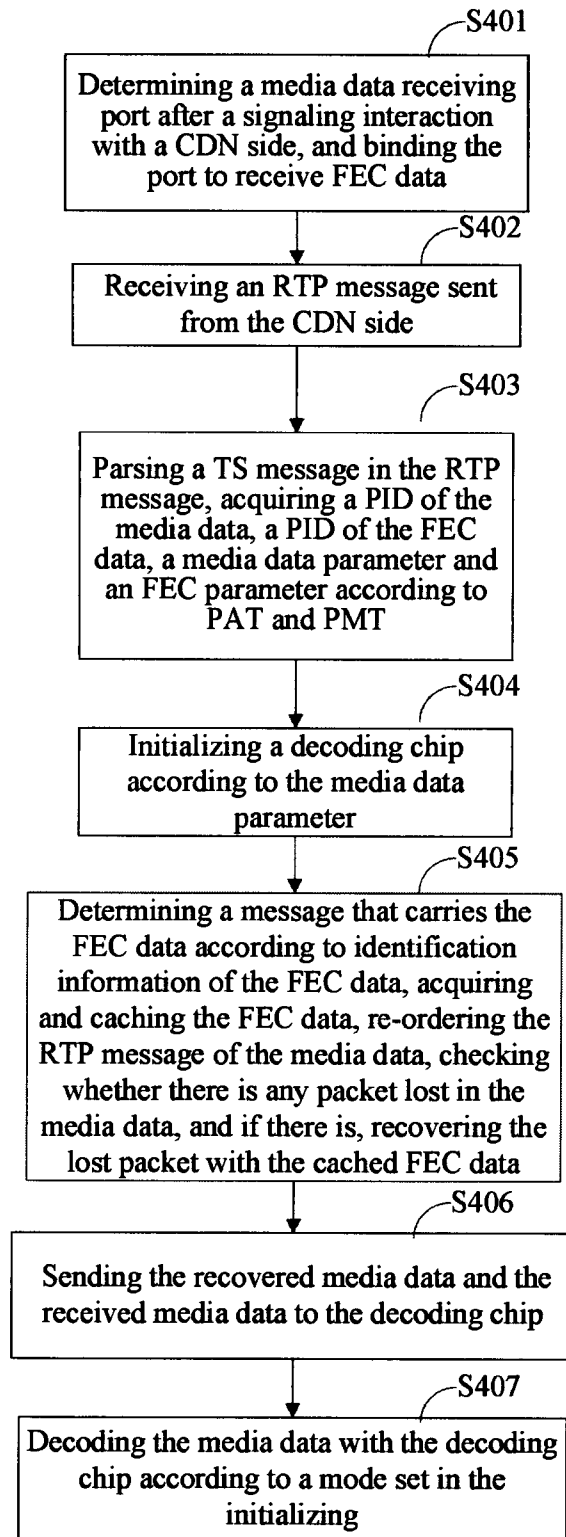 S401
Determining a media data receiving
port after a signaling interaction
with a CDN side, and binding the
port to receive FEC data
S402
Receiving an RTP message sent
from the CDN side
S403
Parsing a TS message in the RTP
message, acquiring a PID of the
media data, a PID of the FEC
data, a media data parameter and
an FEC parameter according to
PAT and PMT
S404
Initializing a decoding chip
according to the media data
parameter
S405
Determining a message that carries the
FEC data according to identification
information of the FEC data, acquiring
and caching the FEC data, re-ordering the
RTP message of the media data, checking
whether there is any packet lost in the
media data, and if there is, recovering the
lost packet with the cached FEC data
S406
Sending the recovered media data and the
received media data to the decoding chip
S407
Decoding the media data with the decoding
chip according to a mode set in the
initializing